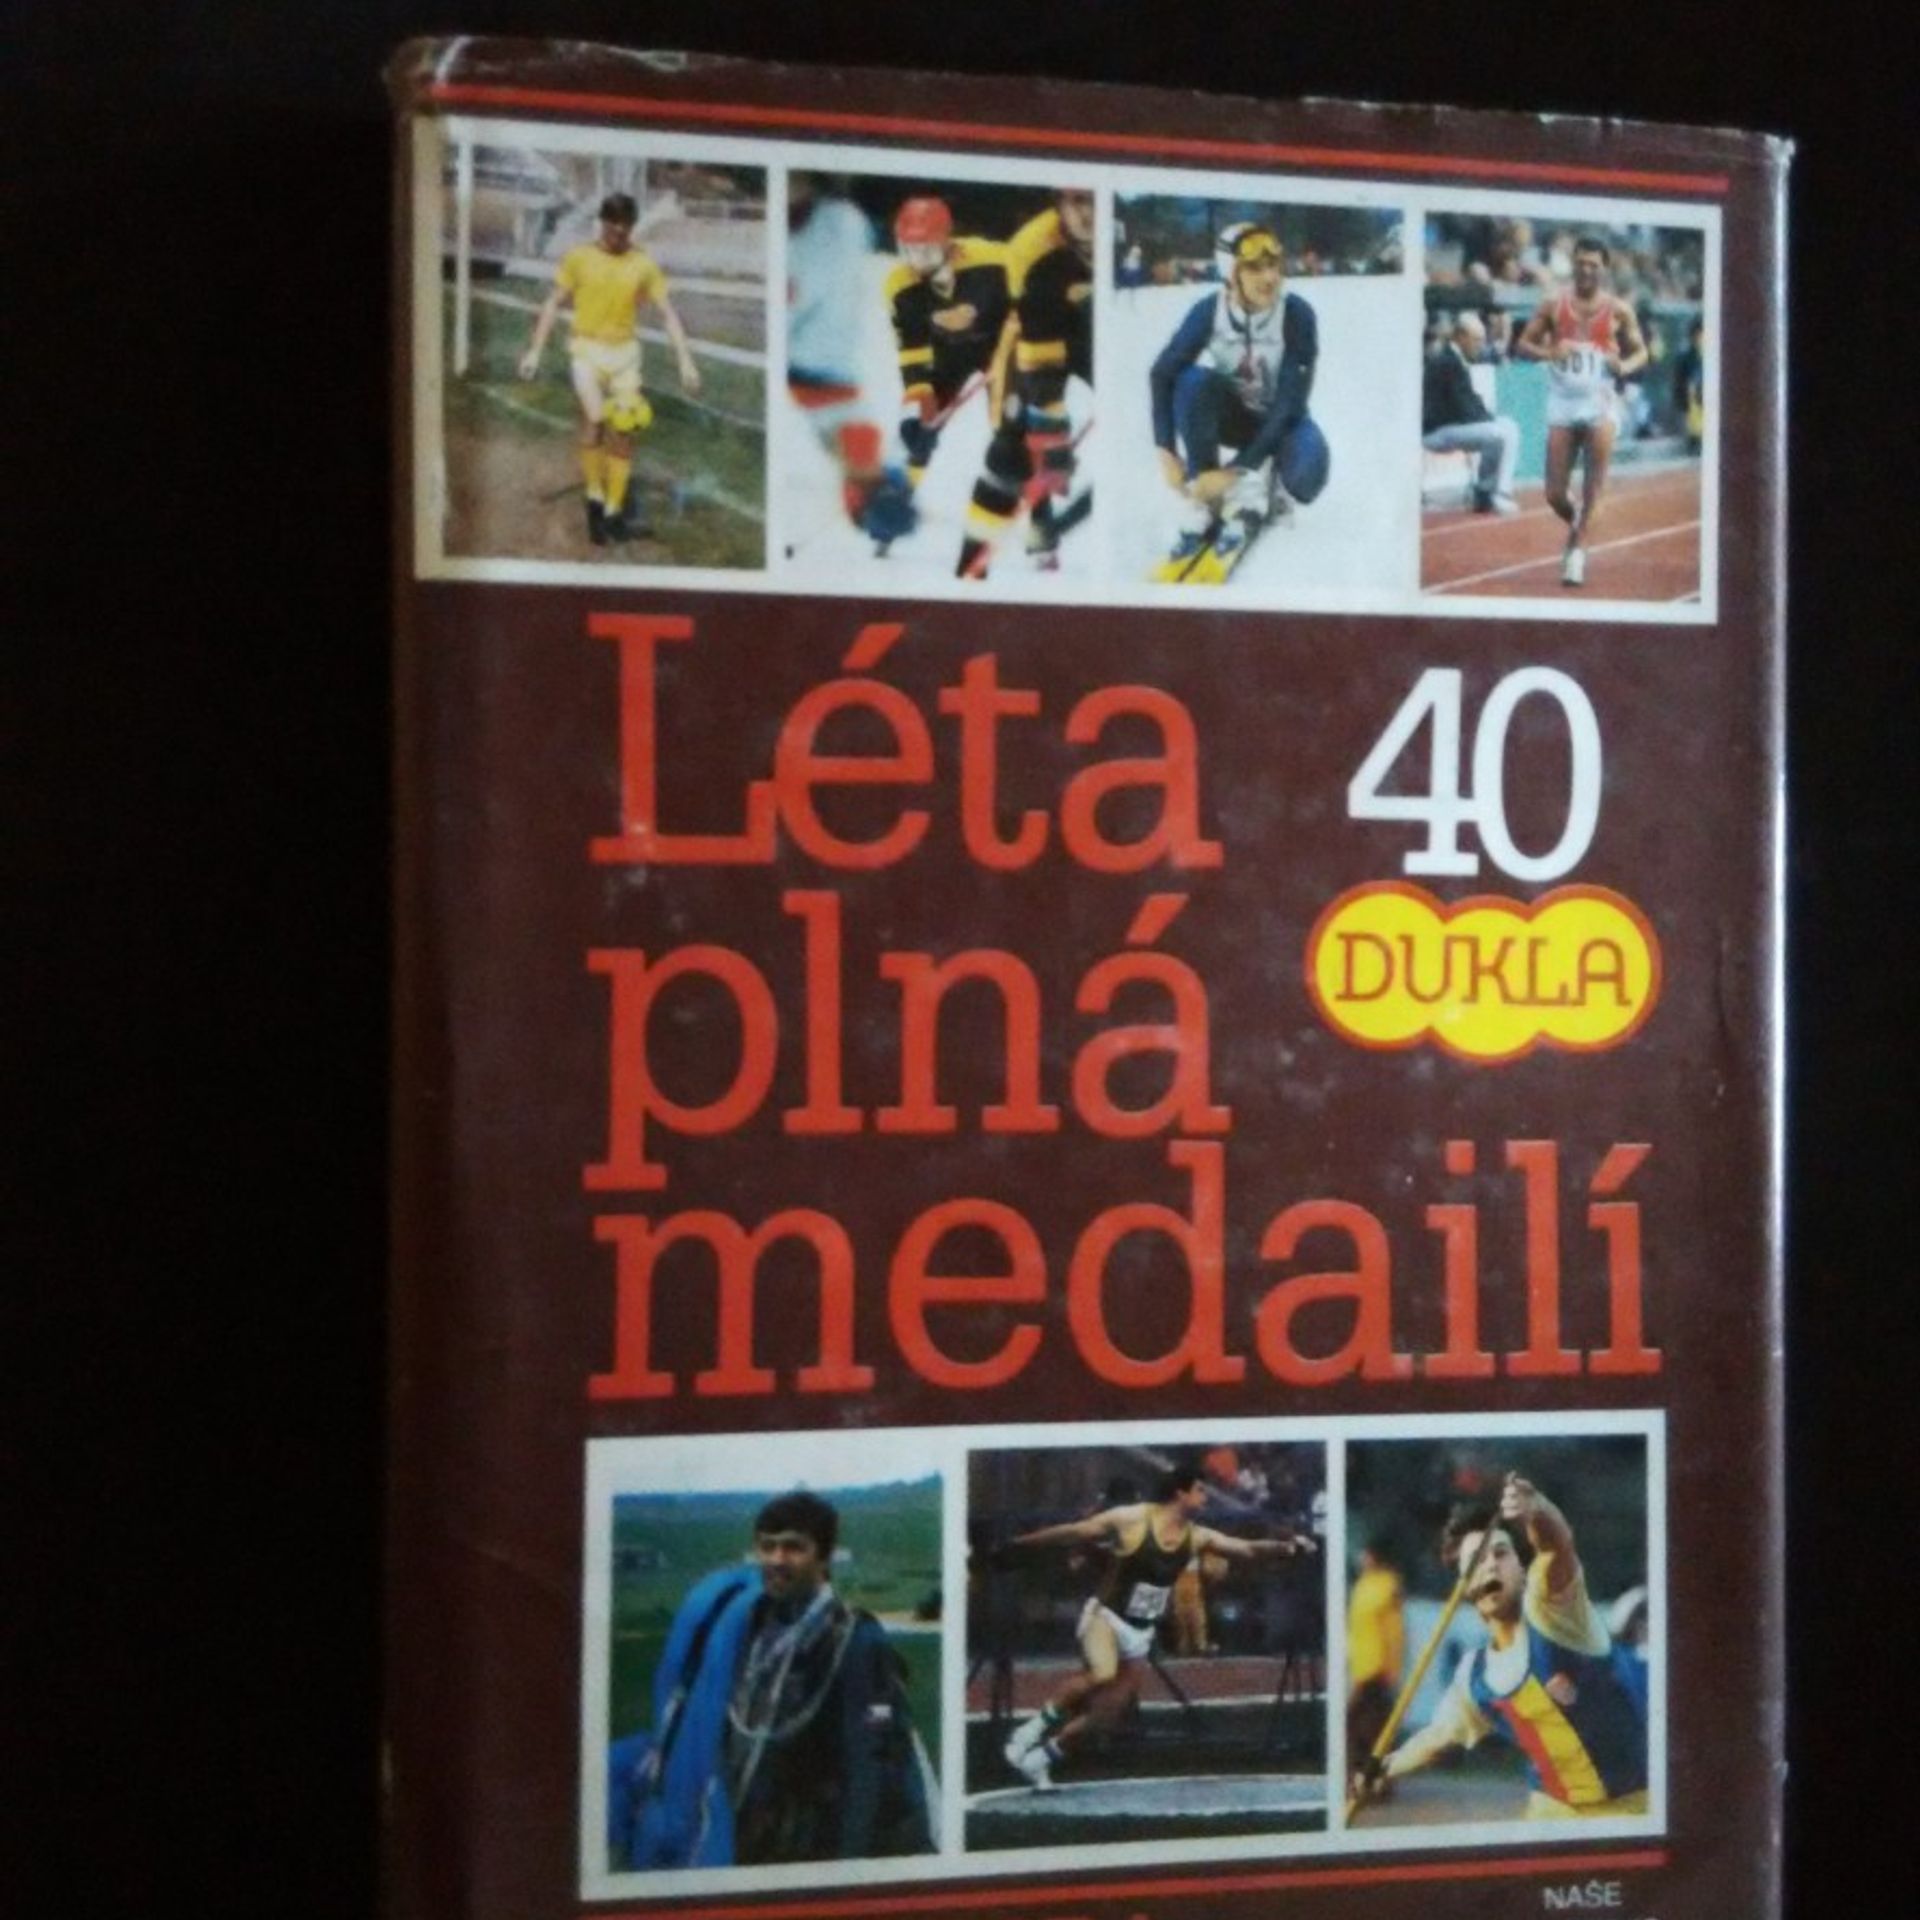 Léta
40
plná
DUKLA
medailí
NAŠE